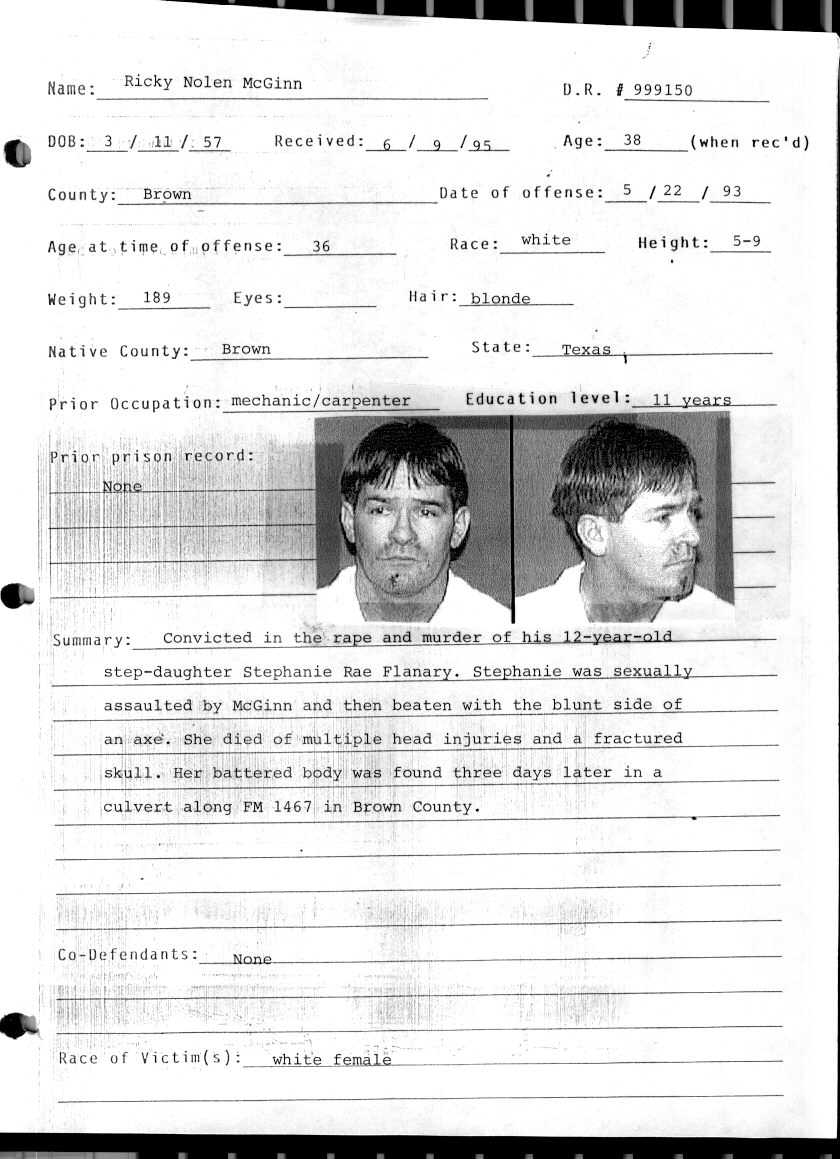 Name: Ricky Nolen McGinn D.R. # 999150
DOB: 3 / 11 / 57 Received: 6 / 9 / 95 Age: 38 (when rec'd)
County: Brown Date of offense: 5 / 22 / 93
Age at time of offense: 36 Race: white Height: 5-9
Weight: 189 Eyes: Hair: blonde
Native County: Brown State: Texas
Prior Occupation: mechanic/carpenter Education level: 11 years
Prior prison record:
None
Summary: Convicted in the rape and murder of his 12-year-old
step-daughter Stephanie Rae Flanary. Stephanie was sexually
assaulted by McGinn and then beaten with the blunt side of
an axe. She died of multiple head injuries and a fractured
skull. Her battered body was found three days later in a
culvert along FM 1467 in Brown County.
Co-Defendants: None
Race of Victim(s): white female